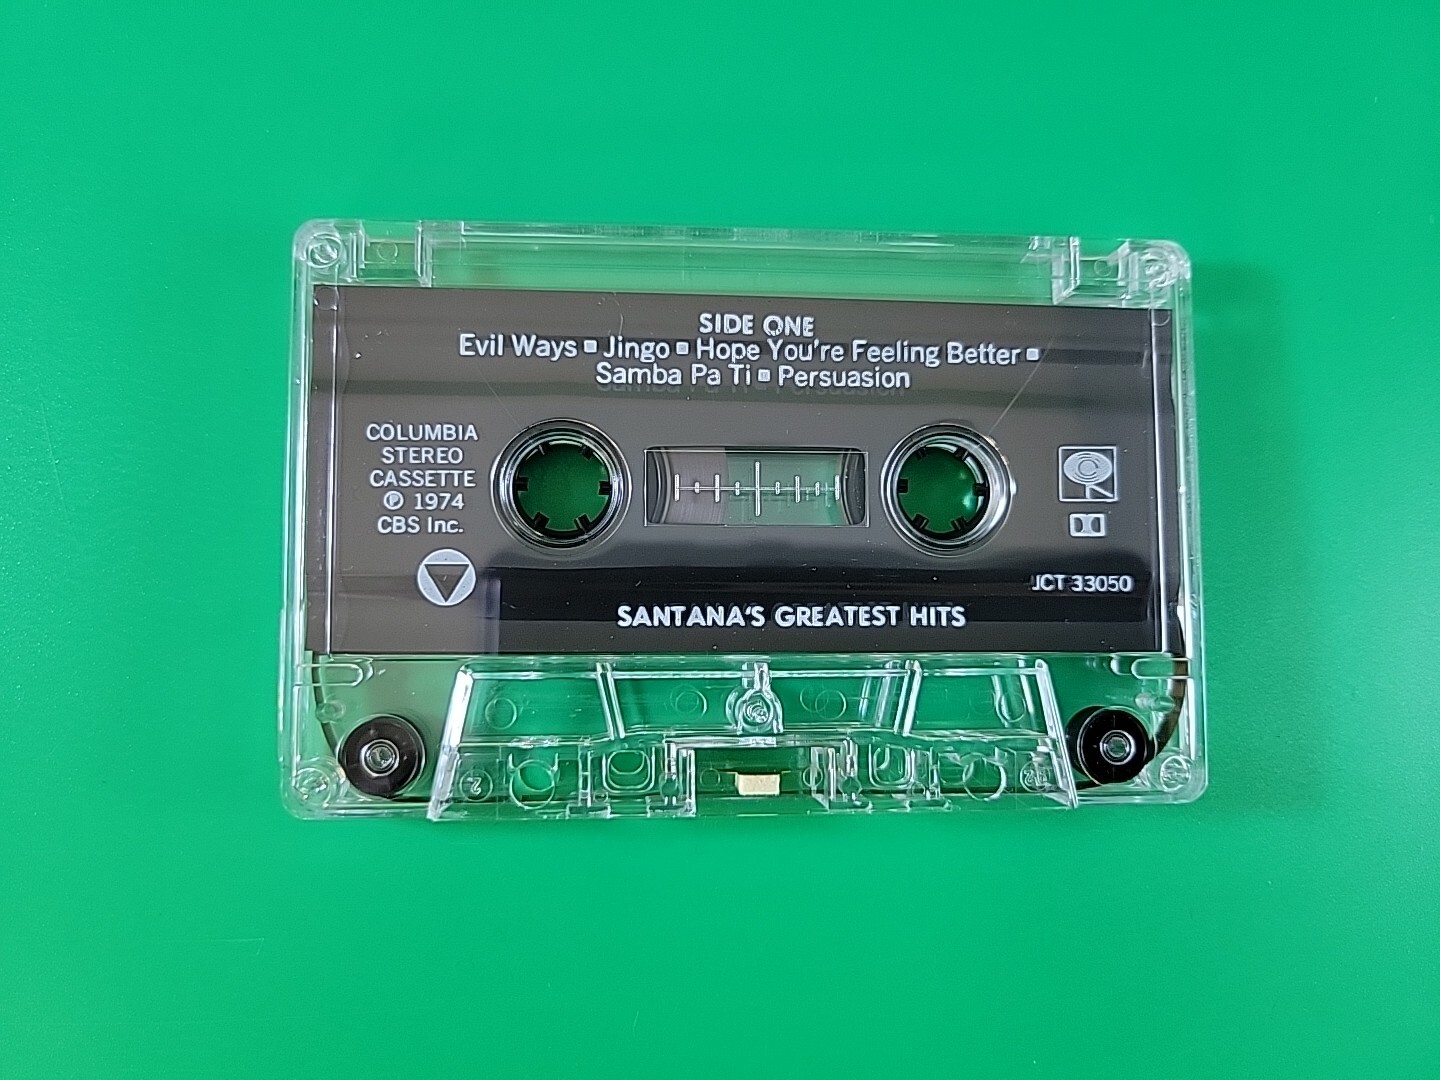 SIDE ONE
Evil Ways ▪ Jingo ▪ Hope You're Feeling Better ▪
Samba Pa Ti ▪ Persuasion
COLUMBIA
STEREO
CASSETTE
℗ 1974
CBS Inc.
JCT 33050
SANTANA'S GREATEST HITS